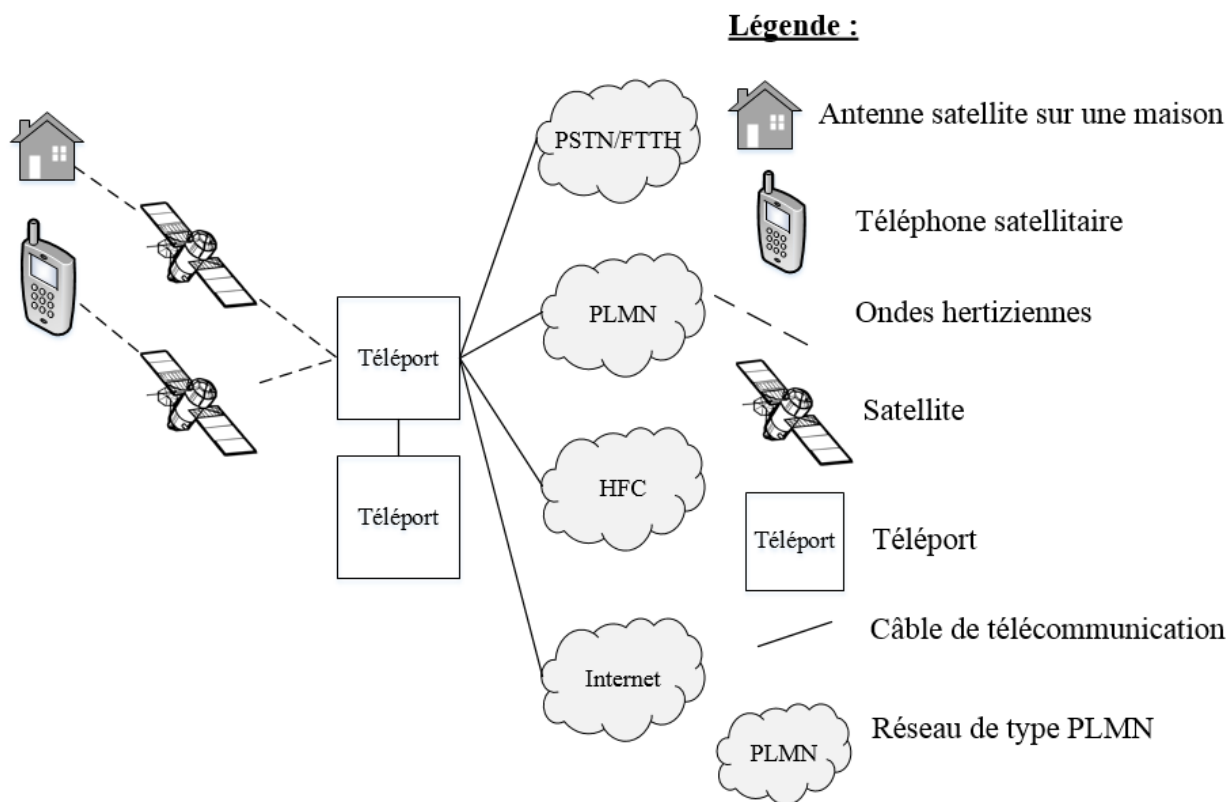 Légende :
PSTN/FTTH
PLMN
HFC
Internet
Téléport
Téléport
Antenne satellite sur une maison
Téléphone satellitaire
Ondes hertiziennes
Satellite
Téléport
Téléport
Câble de télécommunication
PLMN
Réseau de type PLMN